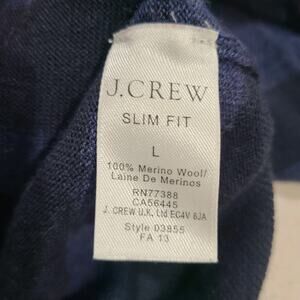 J.CREW
SLIM FIT
L
100% Merino Wool/
Laine De Merinos
RN77388
CA56445
J. CREW U.K. Ltd EC4V 6JA
Style 03855
FA 13